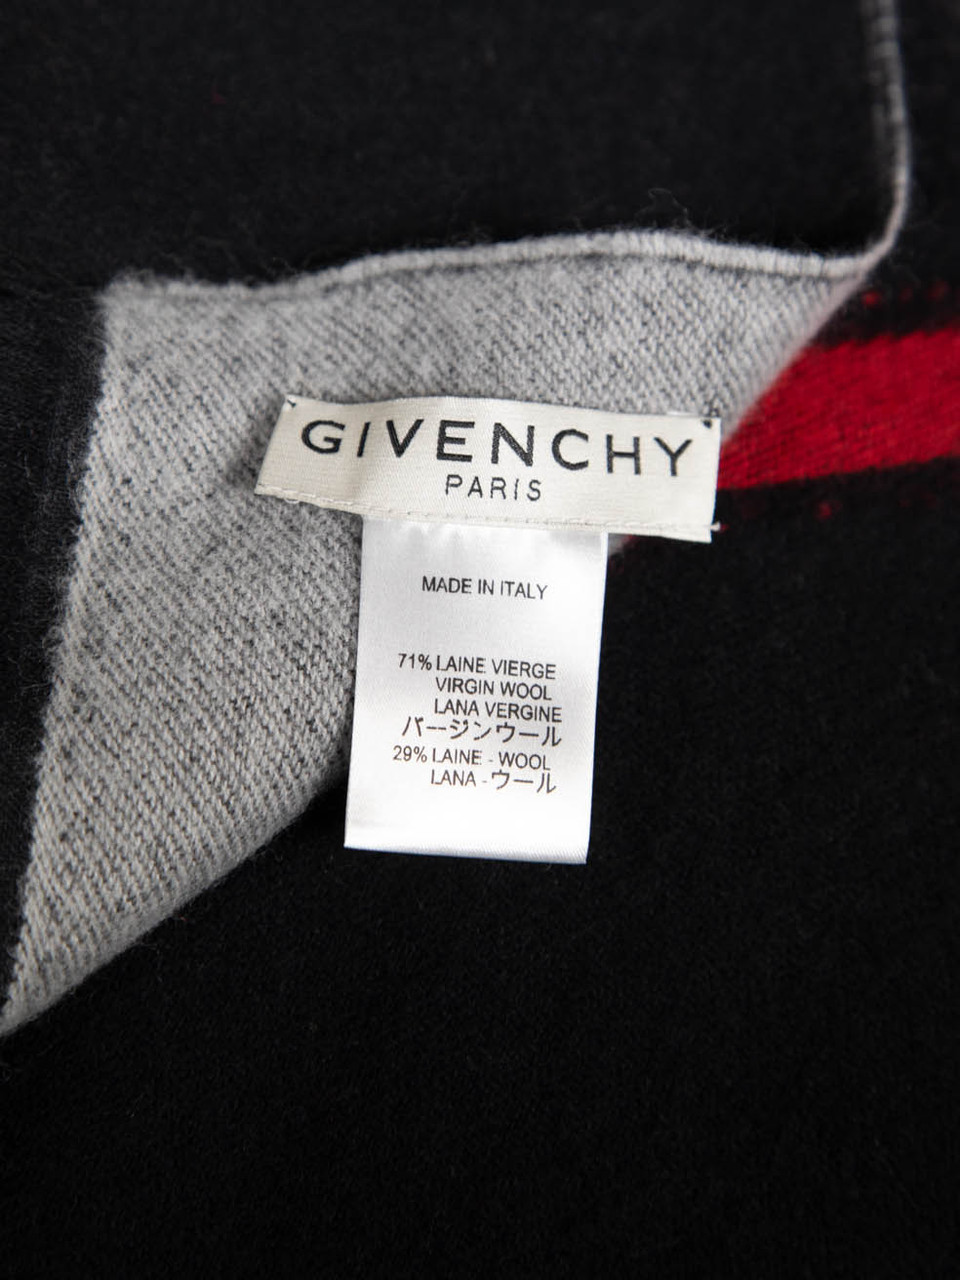 GIVENCHY
PARIS
MADE IN ITALY
71% LAINE VIERGE
VIRGIN WOOL
LANA VERGINE
バージンウール
29% LAINE - WOOL
LANA - ウール